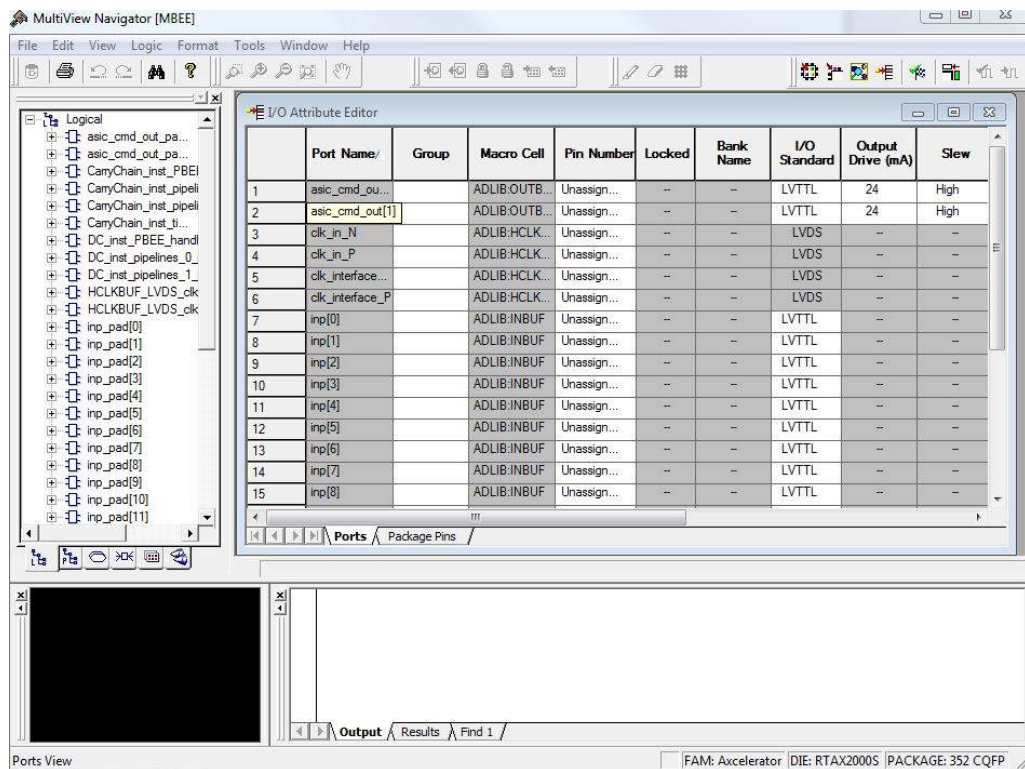 MultiView Navigator [MBEE]
File Edit View Logic Format Tools Window Help
Logical
asic_cmd_out_pa...
asic_cmd_out_pa...
CarryChain_inst_PBEI
CarryChain_inst_pipeli
CarryChain_inst_pipeli
CarryChain_inst_ti...
DC_inst_PBEE_handl
DC_inst_pipelines_0_
DC_inst_pipelines_1_
HCLKBUF_LVDS_clk
HCLKBUF_LVDS_clk
inp_pad[0]
inp_pad[1]
inp_pad[2]
inp_pad[3]
inp_pad[4]
inp_pad[5]
inp_pad[6]
inp_pad[7]
inp_pad[8]
inp_pad[9]
inp_pad[10]
inp_pad[11]
I/O Attribute Editor
Port Name/ Group Macro Cell Pin Number Locked Bank Name I/O Standard Output Drive (mA) Slew
1 asic_cmd_ou... ADLIB:OUTB... Unassign... -- -- LVTTL 24 High
2 asic_cmd_out[1] ADLIB:OUTB... Unassign... -- -- LVTTL 24 High
3 clk_in_N ADLIB:HCLK... Unassign... -- -- LVDS -- --
4 clk_in_P ADLIB:HCLK... Unassign... -- -- LVDS -- --
5 clk_interface... ADLIB:HCLK... Unassign... -- -- LVDS -- --
6 clk_interface_P ADLIB:HCLK... Unassign... -- -- LVDS -- --
7 inp[0] ADLIB:INBUF Unassign... -- -- LVTTL -- --
8 inp[1] ADLIB:INBUF Unassign... -- -- LVTTL -- --
9 inp[2] ADLIB:INBUF Unassign... -- -- LVTTL -- --
10 inp[3] ADLIB:INBUF Unassign... -- -- LVTTL -- --
11 inp[4] ADLIB:INBUF Unassign... -- -- LVTTL -- --
12 inp[5] ADLIB:INBUF Unassign... -- -- LVTTL -- --
13 inp[6] ADLIB:INBUF Unassign... -- -- LVTTL -- --
14 inp[7] ADLIB:INBUF Unassign... -- -- LVTTL -- --
15 inp[8] ADLIB:INBUF Unassign... -- -- LVTTL -- --
Ports Package Pins
Output Results Find 1
Ports View FAM: Axcelerator DIE: RTAX2000S PACKAGE: 352 CQFP